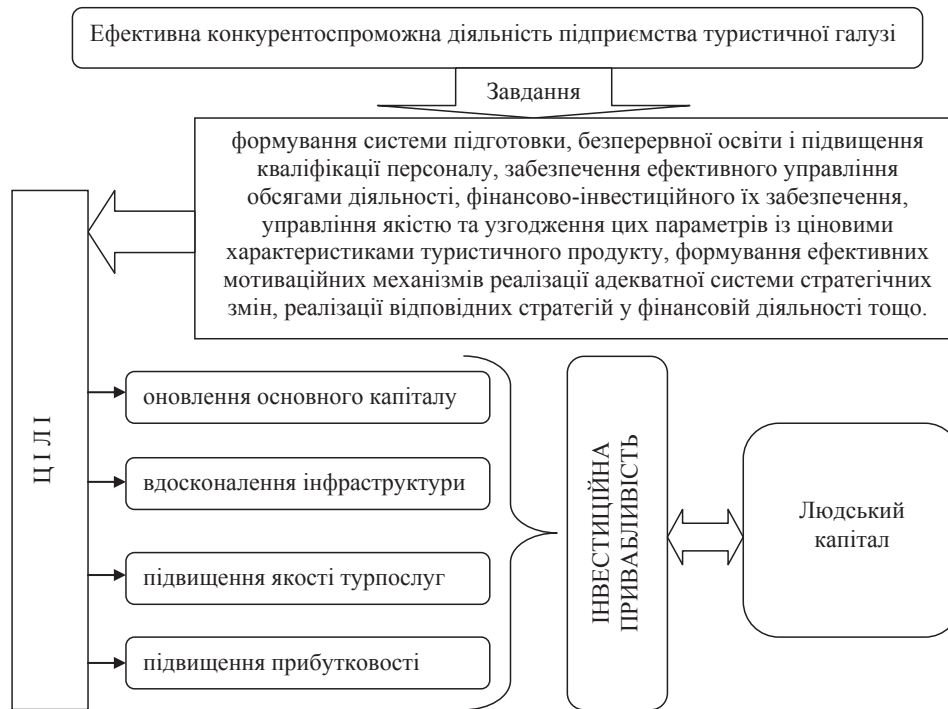 Ефективна конкурентоспроможна діяльність підприємства туристичної галузі
Завдання
формування системи підготовки, безперервної освіти і підвищення
кваліфікації персоналу, забезпечення ефективного управління
обсягами діяльності, фінансово-інвестиційного їх забезпечення,
управління якістю та узгодження цих параметрів із ціновими
характеристиками туристичного продукту, формування ефективних
мотиваційних механізмів реалізації адекватної системи стратегічних
змін, реалізації відповідних стратегій у фінансовій діяльності тощо.
Ц І Л І
оновлення основного капіталу
вдосконалення інфраструктури
підвищення якості турпослуг
підвищення прибутковості
ІНВЕСТИЦІЙНА
ПРИВАБЛИВІСТЬ
Людський
капітал